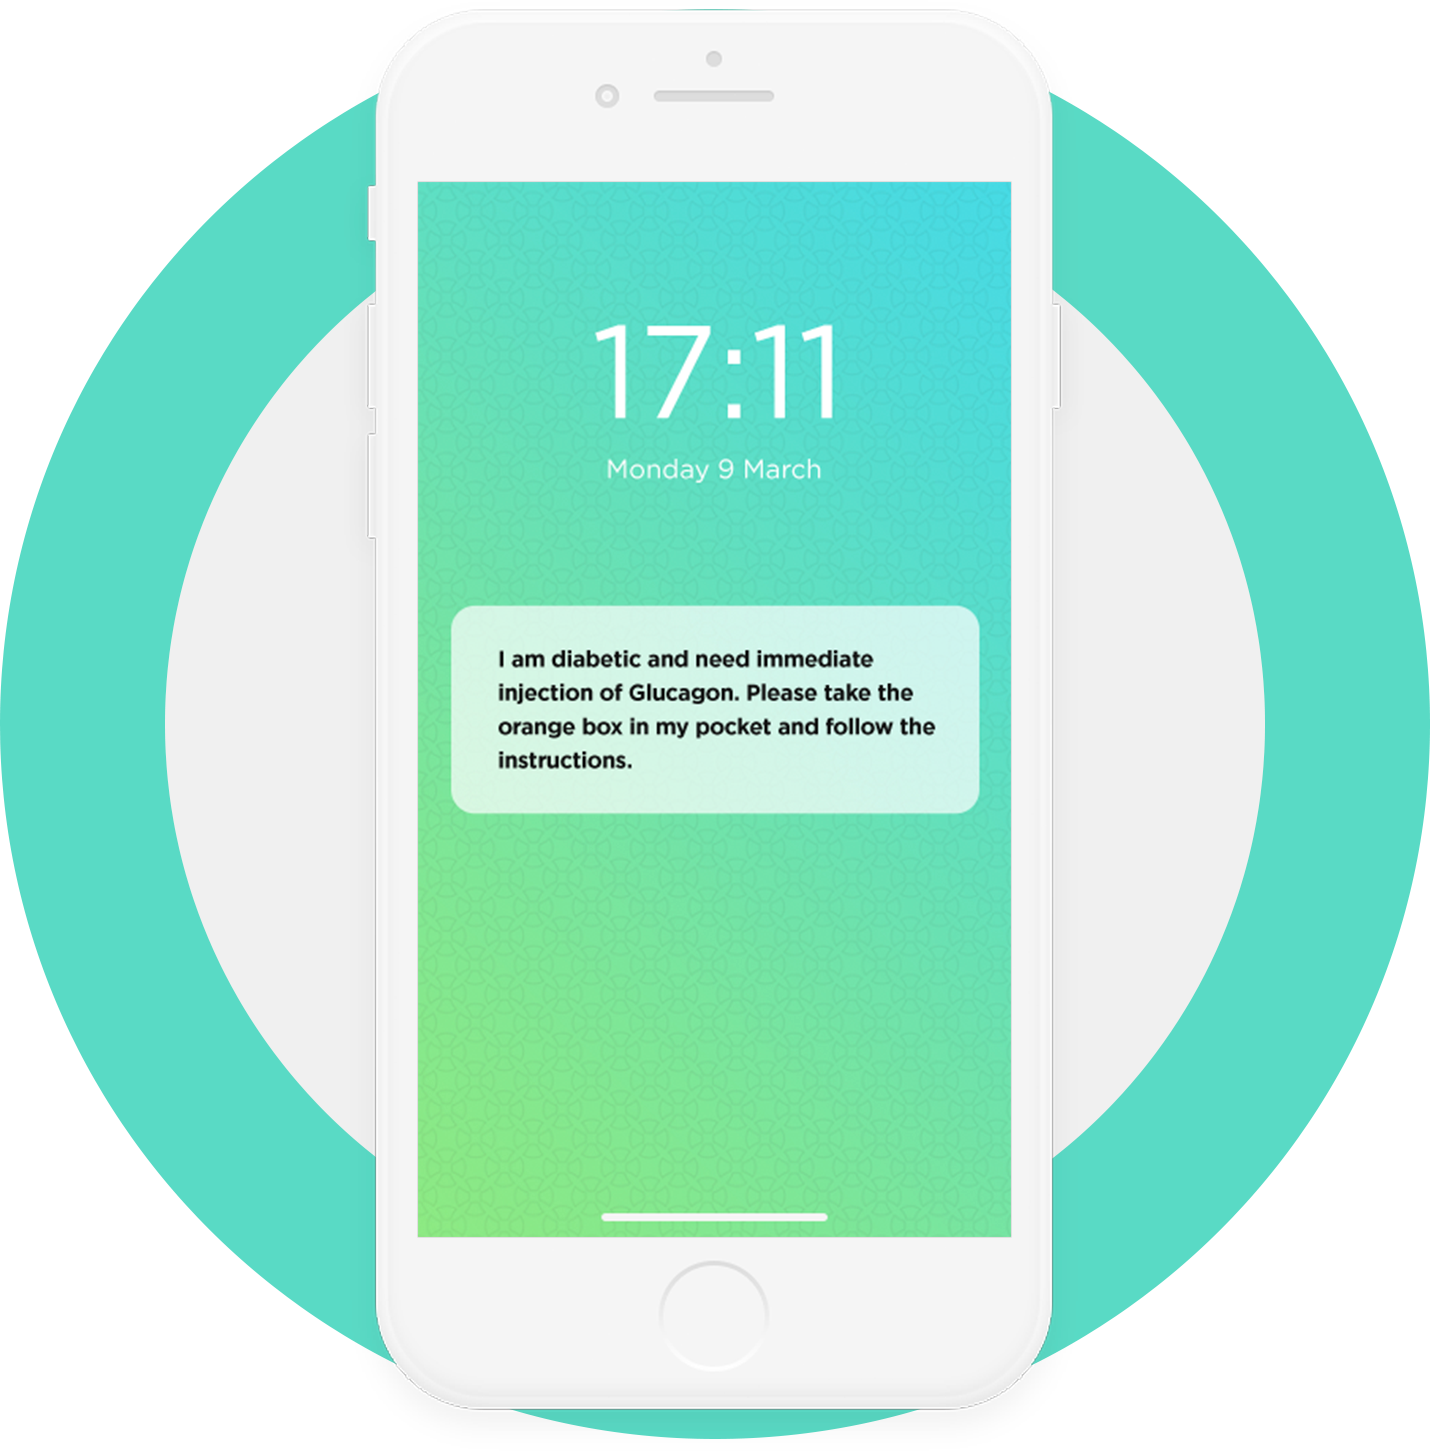 17:11
Monday 9 March
I am diabetic and need immediate
injection of Glucagon. Please take the
orange box in my pocket and follow the
instructions.